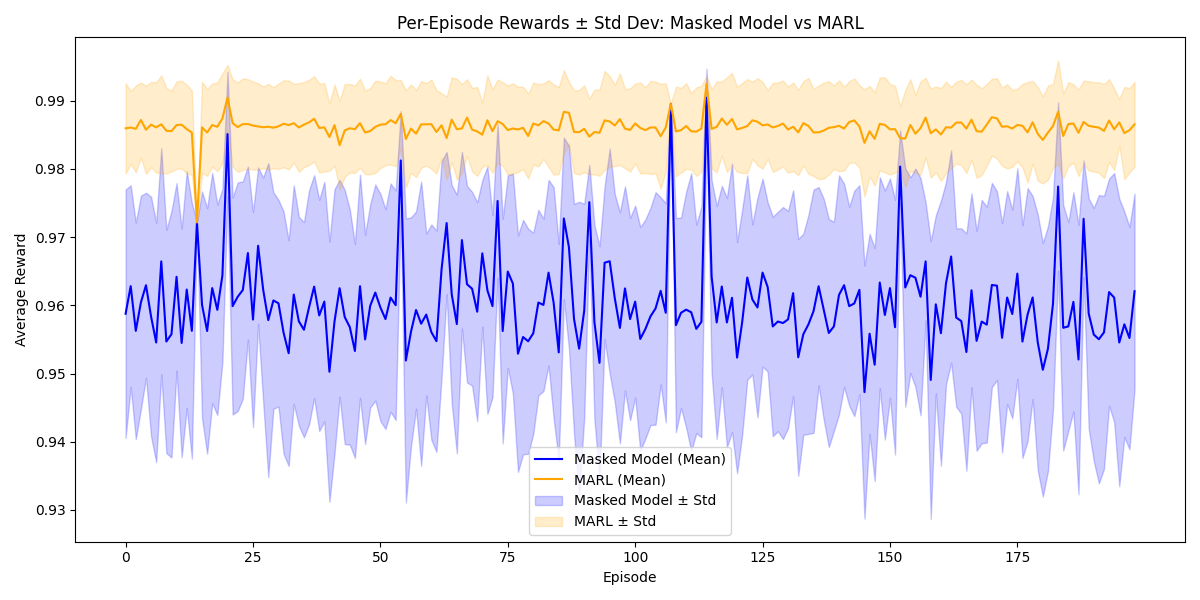 Per-Episode Rewards ± Std Dev: Masked Model vs MARL
Average Reward
0.99
0.98
0.97
0.96
0.95
0.94
0.93
Masked Model (Mean)
MARL (Mean)
Masked Model ± Std
MARL ± Std
0 25 50 75 100 125 150 175
Episode